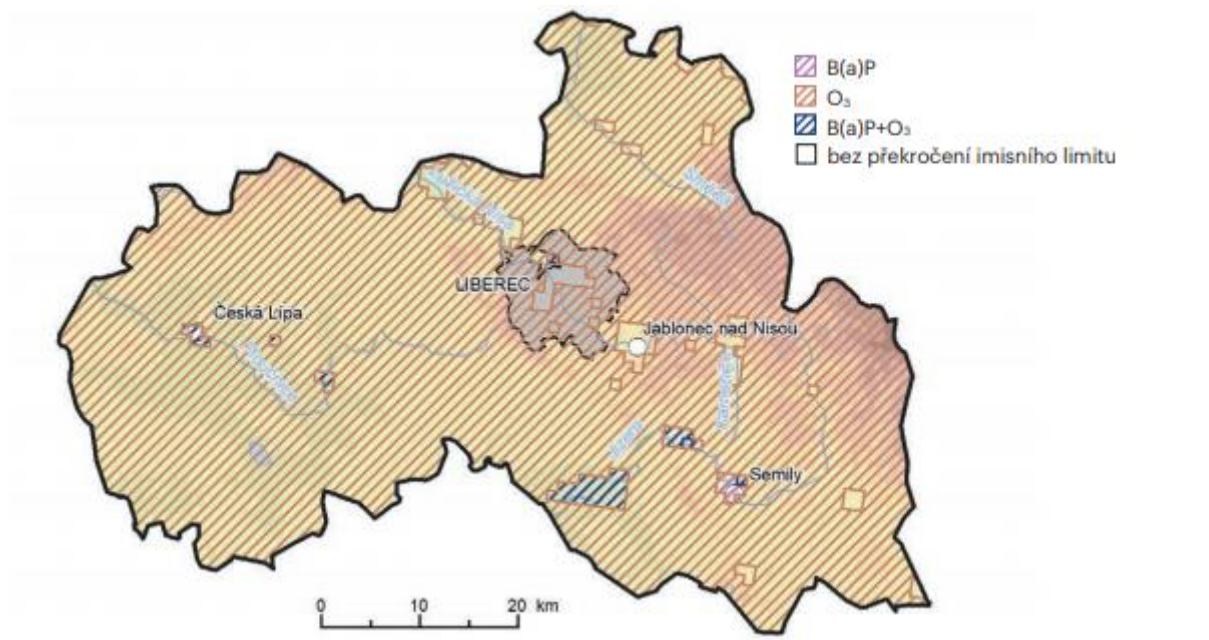 B(a)P
O₃
B(a)P+O₃
bez překročení imisního limitu
LIBEREC
Česká Lípa
Jablonec nad Nisou
Semily
0 10 20 km